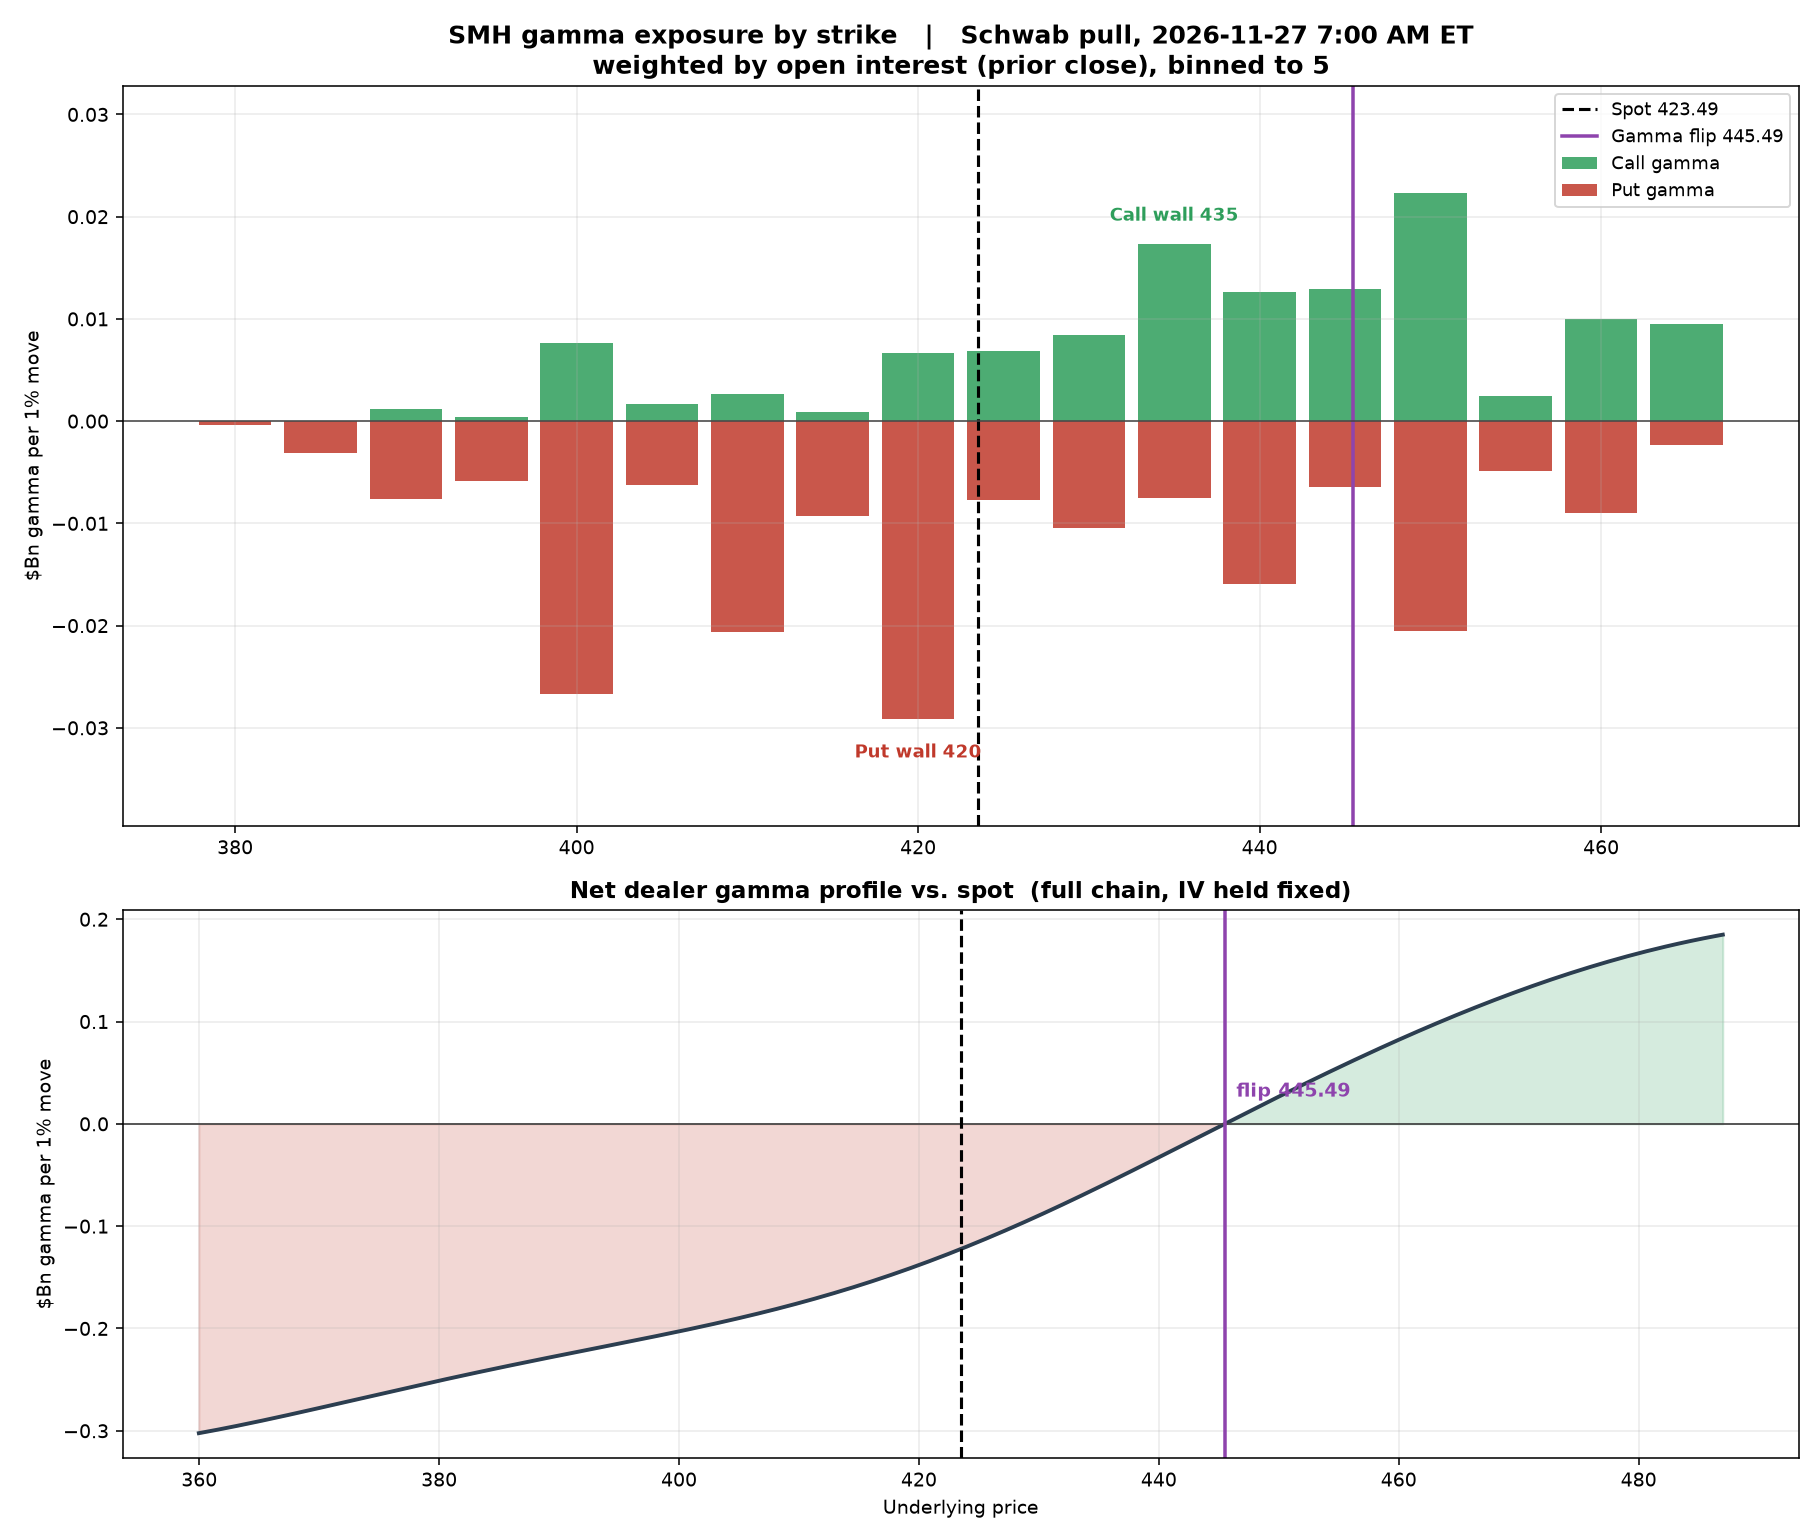 SMH gamma exposure by strike | Schwab pull, 2026-11-27 7:00 AM ET
weighted by open interest (prior close), binned to 5
Spot 423.49
Gamma flip 445.49
Call gamma
Put gamma
Call wall 435
Put wall 420
$Bn gamma per 1% move
0.03
0.02
0.01
0.00
−0.01
−0.02
−0.03
380 400 420 440 460
Net dealer gamma profile vs. spot (full chain, IV held fixed)
flip 445.49
$Bn gamma per 1% move
0.2
0.1
0.0
−0.1
−0.2
−0.3
360 380 400 420 440 460 480
Underlying price